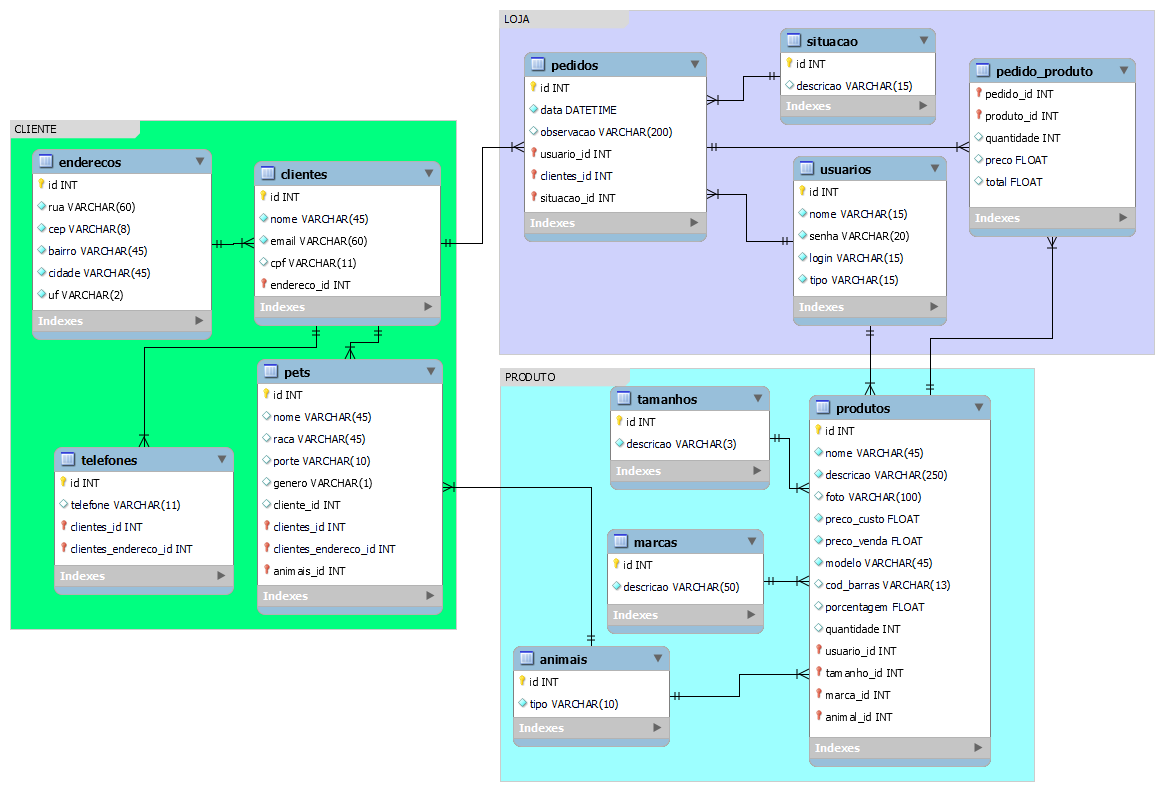 LOJA
pedidos
id INT
data DATETIME
observacao VARCHAR(200)
usuario_id INT
clientes_id INT
situacao_id INT
Indexes
situacao
id INT
descricao VARCHAR(15)
Indexes
pedido_produto
pedido_id INT
produto_id INT
quantidade INT
preco FLOAT
total FLOAT
Indexes
usuarios
id INT
nome VARCHAR(15)
senha VARCHAR(20)
login VARCHAR(15)
tipo VARCHAR(15)
Indexes
CLIENTE
enderecos
id INT
rua VARCHAR(60)
cep VARCHAR(8)
bairro VARCHAR(45)
cidade VARCHAR(45)
uf VARCHAR(2)
Indexes
clientes
id INT
nome VARCHAR(45)
email VARCHAR(60)
cpf VARCHAR(11)
endereco_id INT
Indexes
pets
id INT
nome VARCHAR(45)
raca VARCHAR(45)
porte VARCHAR(10)
genero VARCHAR(1)
cliente_id INT
clientes_id INT
clientes_endereco_id INT
animais_id INT
Indexes
telefones
id INT
telefone VARCHAR(11)
clientes_id INT
clientes_endereco_id INT
Indexes
PRODUTO
tamanhos
id INT
descricao VARCHAR(3)
Indexes
marcas
id INT
descricao VARCHAR(50)
Indexes
animais
id INT
tipo VARCHAR(10)
Indexes
produtos
id INT
nome VARCHAR(45)
descricao VARCHAR(250)
foto VARCHAR(100)
preco_custo FLOAT
preco_venda FLOAT
modelo VARCHAR(45)
cod_barras VARCHAR(13)
porcentagem FLOAT
quantidade INT
usuario_id INT
tamanho_id INT
marca_id INT
animal_id INT
Indexes